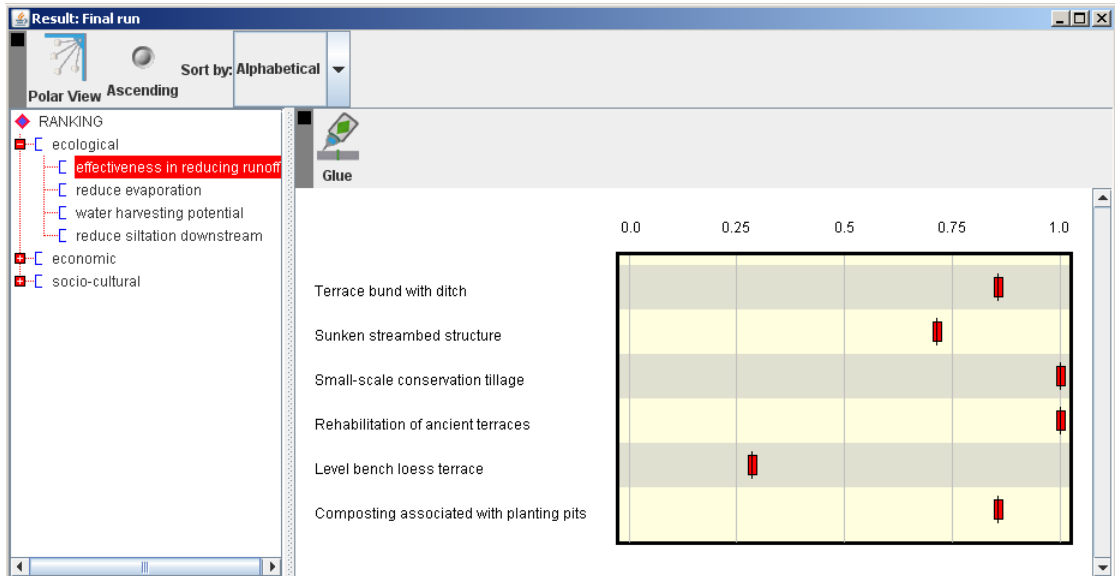 Result: Final run
Polar View
Ascending
Sort by: Alphabetical
RANKING
ecological
effectiveness in reducing runoff
reduce evaporation
water harvesting potential
reduce siltation downstream
economic
socio-cultural
Glue
0.0 0.25 0.5 0.75 1.0
Terrace bund with ditch
Sunken streambed structure
Small-scale conservation tillage
Rehabilitation of ancient terraces
Level bench loess terrace
Composting associated with planting pits